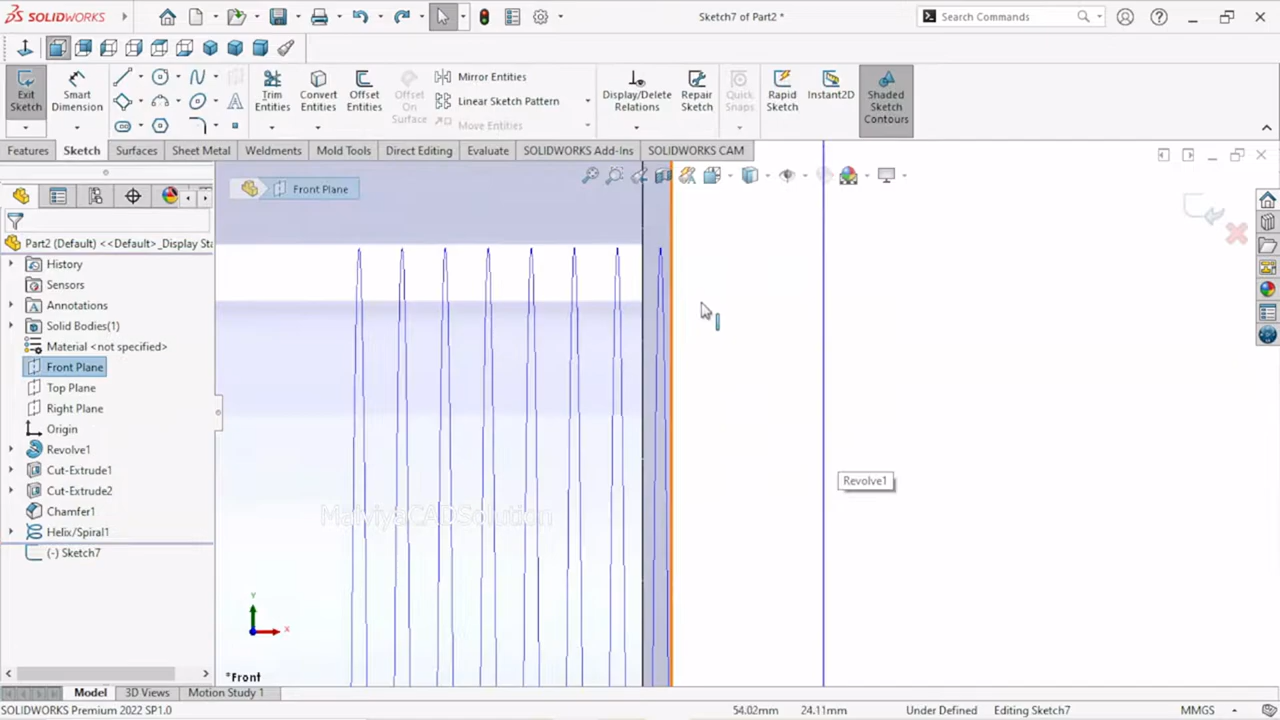 SOLIDWORKS
Sketch7 of Part2 *
Search Commands
Exit Sketch
Smart Dimension
Trim Entities
Convert Entities
Offset Entities
Offset On Surface
Mirror Entities
Linear Sketch Pattern
Move Entities
Display/Delete Relations
Repair Sketch
Quick Snaps
Rapid Sketch
Instant2D
Shaded Sketch Contours
Features
Sketch
Surfaces
Sheet Metal
Weldments
Mold Tools
Direct Editing
Evaluate
SOLIDWORKS Add-Ins
SOLIDWORKS CAM
Front Plane
Part2 (Default) <<Default>_Display Sta
History
Sensors
Annotations
Solid Bodies(1)
Material <not specified>
Front Plane
Top Plane
Right Plane
Origin
Revolve1
Cut-Extrude1
Cut-Extrude2
Chamfer1
Helix/Spiral1
(-) Sketch7
Revolve1
MalviyaCADSolution
Y
X
*Front
Model
3D Views
Motion Study 1
SOLIDWORKS Premium 2022 SP1.0
54.02mm
24.11mm
Under Defined
Editing Sketch7
MMGS